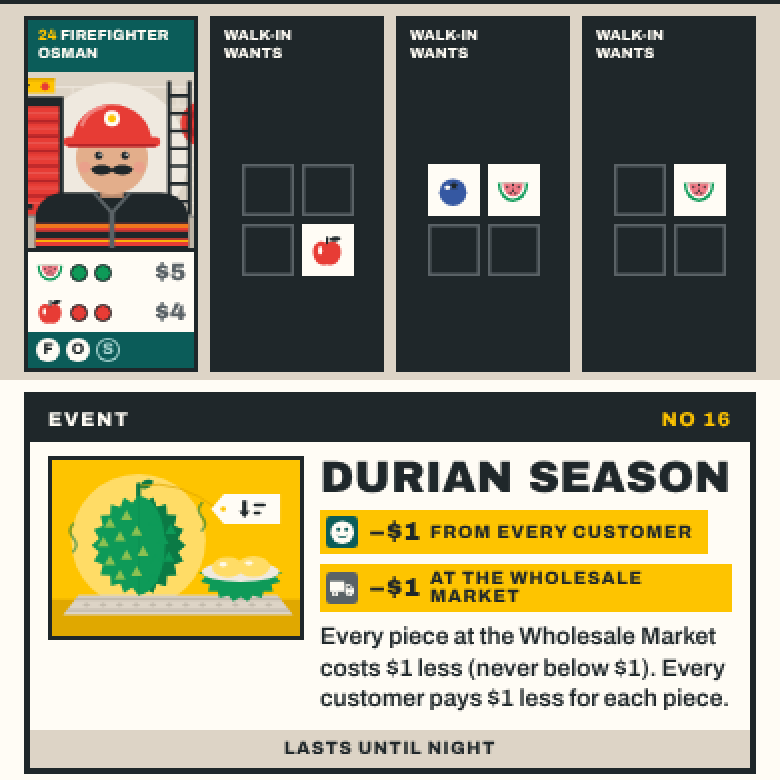 24 FIREFIGHTER
OSMAN
$5
$4
F O S
WALK-IN
WANTS
WALK-IN
WANTS
WALK-IN
WANTS
EVENT
NO 16
DURIAN SEASON
–$1 FROM EVERY CUSTOMER
–$1 AT THE WHOLESALE
MARKET
Every piece at the Wholesale Market
costs $1 less (never below $1). Every
customer pays $1 less for each piece.
LASTS UNTIL NIGHT